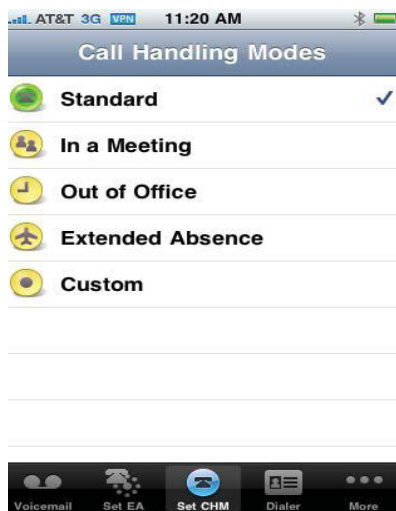 AT&T 3G VPN 11:20 AM
Call Handling Modes
Standard
In a Meeting
Out of Office
Extended Absence
Custom
Voicemail Set EA Set CHM Dialer More